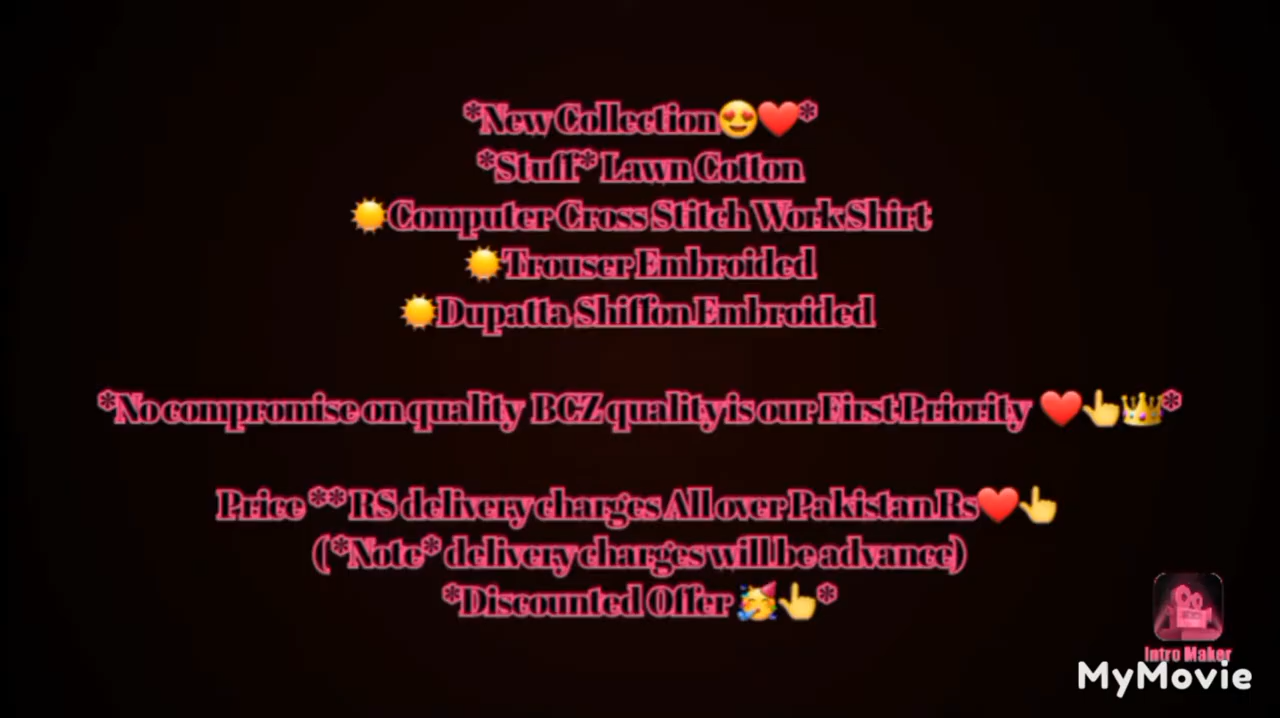 *New Collection😍❤️*
*Stuff* Lawn Cotton
☀️Computer Cross Stitch Work Shirt
☀️Trouser Embroided
☀️Dupatta Shiffon Embroided
*No compromise on quality BCZ quality is our First Priority ❤️👆👑*
Price ** RS delivery charges All over Pakistan Rs❤️👆
(*Note* delivery charges will be advance)
*Discounted Offer 🥳👆*
Intro Maker
MyMovie